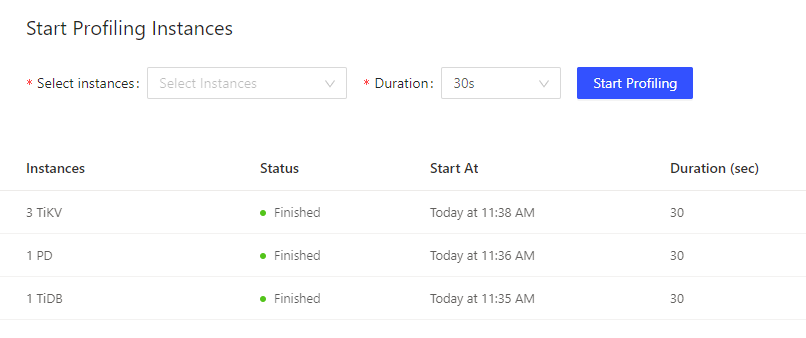 Start Profiling Instances
* Select instances: Select Instances * Duration: 30s Start Profiling
Instances Status Start At Duration (sec)
3 TiKV Finished Today at 11:38 AM 30
1 PD Finished Today at 11:36 AM 30
1 TiDB Finished Today at 11:35 AM 30